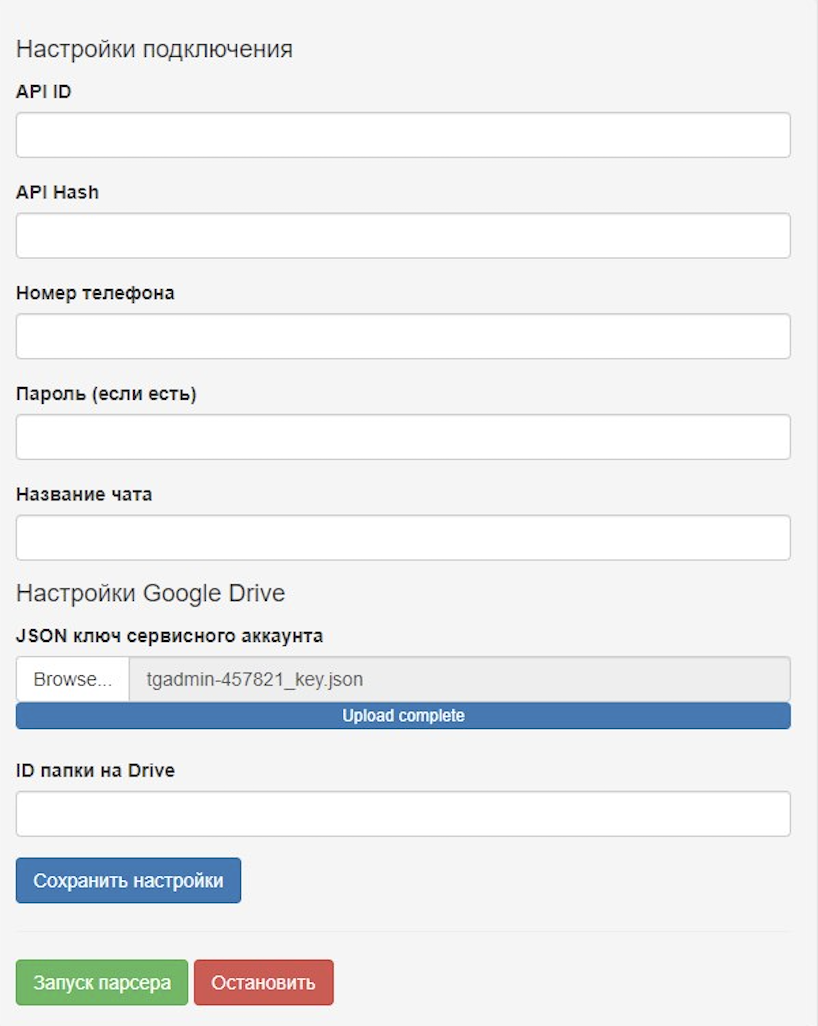 Настройки подключения
API ID
API Hash
Номер телефона
Пароль (если есть)
Название чата
Настройки Google Drive
JSON ключ сервисного аккаунта
Browse... tgadmin-457821_key.json
Upload complete
ID папки на Drive
Сохранить настройки
Запуск парсера Остановить